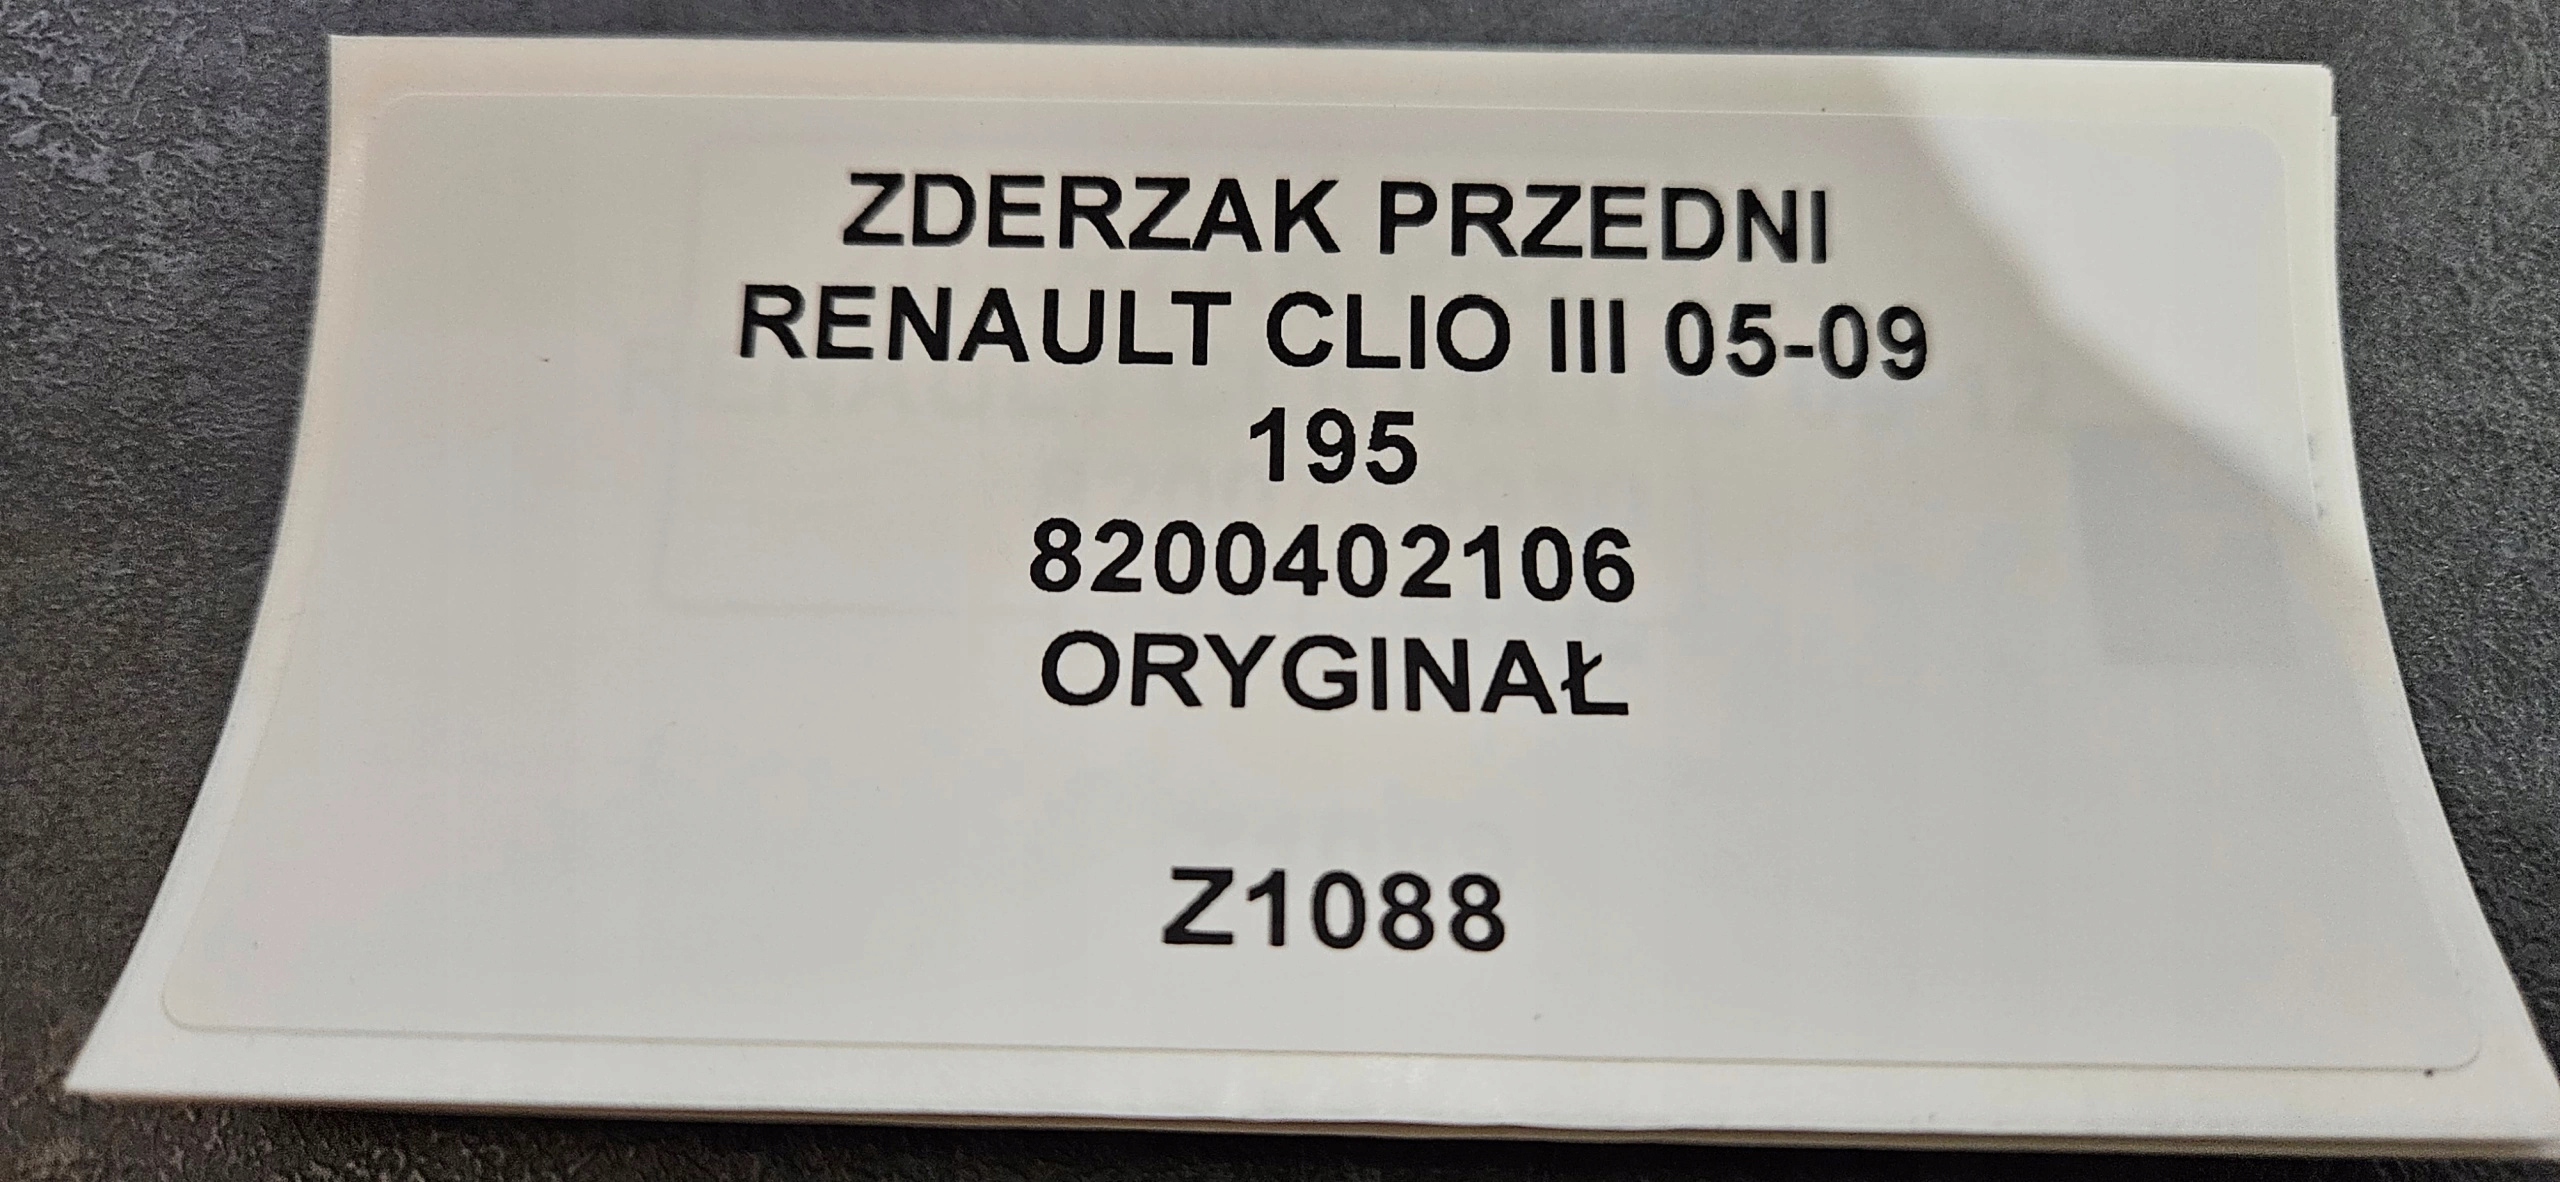 ZDERZAK PRZEDNI
RENAULT CLIO III 05-09
195
8200402106
ORYGINAŁ
Z1088